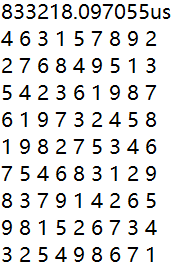 833218.097055us
4 6 3 1 5 7 8 9 2
2 7 6 8 4 9 5 1 3
5 4 2 3 6 1 9 8 7
6 1 9 7 3 2 4 5 8
1 9 8 2 7 5 3 4 6
7 5 4 6 8 3 1 2 9
8 3 7 9 1 4 2 6 5
9 8 1 5 2 6 7 3 4
3 2 5 4 9 8 6 7 1